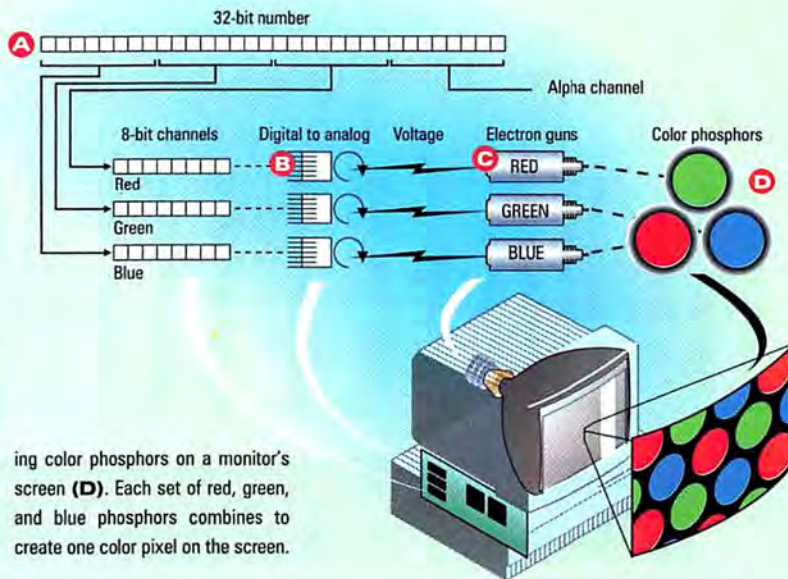 32-bit number
A
Alpha channel
8-bit channels Digital to analog Voltage Electron guns Color phosphors
B C RED D
Red
GREEN
Green
BLUE
Blue
ing color phosphors on a monitor's
screen (D). Each set of red, green,
and blue phosphors combines to
create one color pixel on the screen.